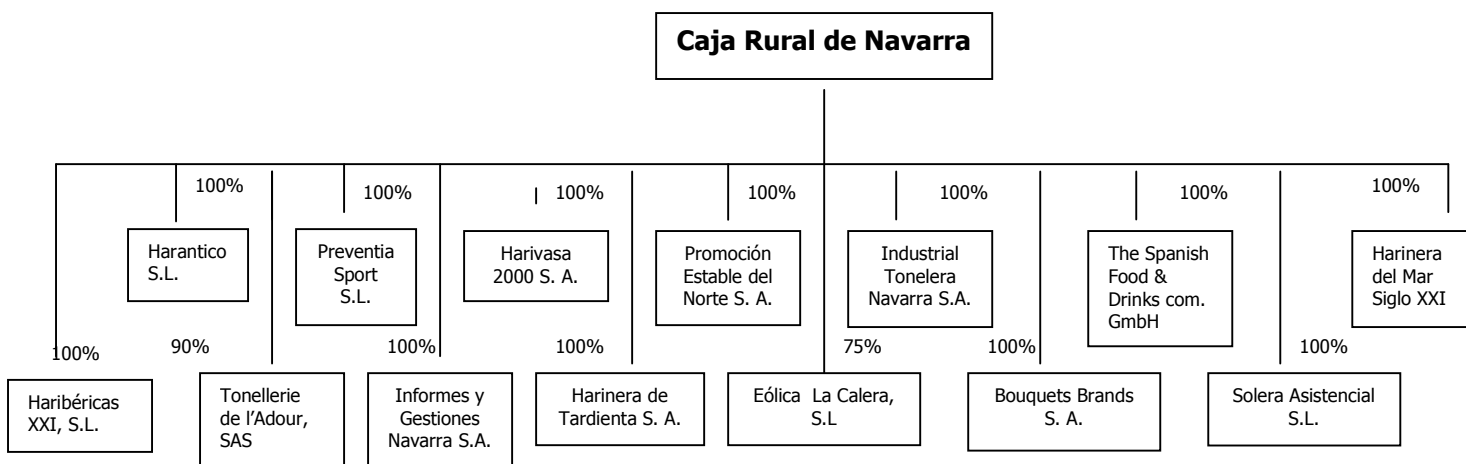 Caja Rural de Navarra
100%
100%
100%
100%
100%
100%
100%
Harantico
S.L.
Preventia
Sport
S.L.
Harivasa
2000 S. A.
Promoción
Estable del
Norte S. A.
Industrial
Tonelera
Navarra S.A.
The Spanish
Food &
Drinks com.
GmbH
Harinera
del Mar
Siglo XXI
100%
90%
100%
100%
75%
100%
100%
Haribéricas
XXI, S.L.
Tonellerie
de l’Adour,
SAS
Informes y
Gestiones
Navarra S.A.
Harinera de
Tardienta S. A.
Eólica La Calera,
S.L
Bouquets Brands
S. A.
Solera Asistencial
S.L.